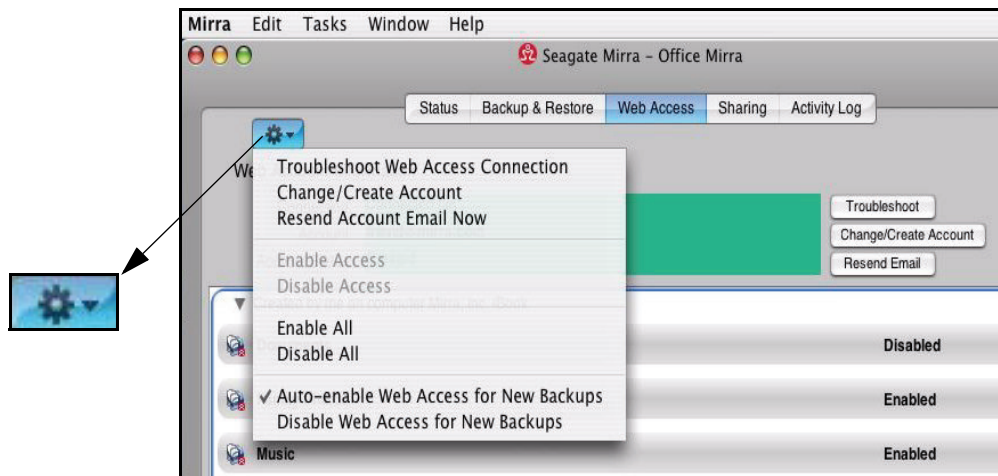 Mirra Edit Tasks Window Help
Seagate Mirra – Office Mirra
Status Backup & Restore Web Access Sharing Activity Log
We
Troubleshoot Web Access Connection
Change/Create Account
Resend Account Email Now
Enable Access
Disable Access
Enable All
Disable All
✓ Auto-enable Web Access for New Backups
Disable Web Access for New Backups
Troubleshoot
Change/Create Account
Resend Email
Disabled
Enabled
Music Enabled